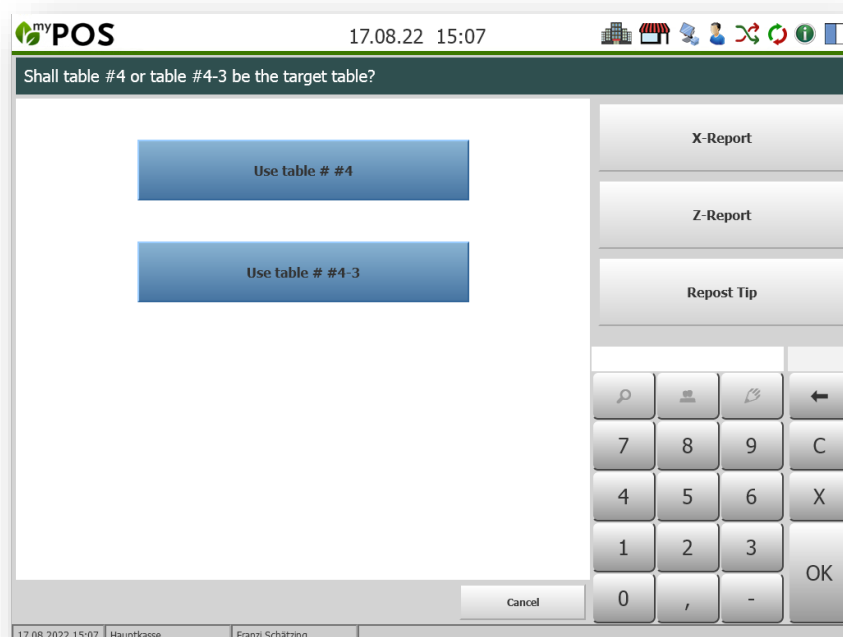 myPOS 17.08.22 15:07
Shall table #4 or table #4-3 be the target table?
Use table # #4
Use table # #4-3
Cancel
X-Report
Z-Report
Repost Tip
7 8 9 C
4 5 6 X
1 2 3
OK
0 , -
17.08.2022 15:07 Hauptkasse Franzi Schätzing